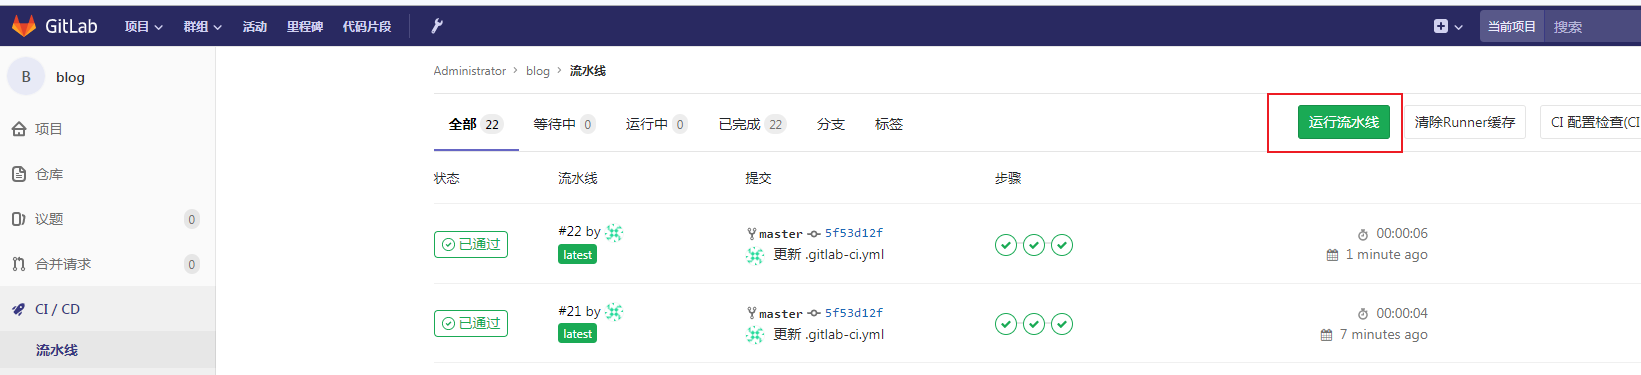 GitLab 项目 群组 活动 里程碑 代码片段 当前项目 搜索
B blog
项目
仓库
议题 0
合并请求 0
CI / CD
流水线
Administrator > blog > 流水线
全部 22 等待中 0 运行中 0 已完成 22 分支 标签 运行流水线 清除Runner缓存 CI 配置检查(CI
状态 流水线 提交 步骤
已通过 #22 by latest master 5f53d12f 更新 .gitlab-ci.yml 00:00:06 1 minute ago
已通过 #21 by latest master 5f53d12f 更新 .gitlab-ci.yml 00:00:04 7 minutes ago